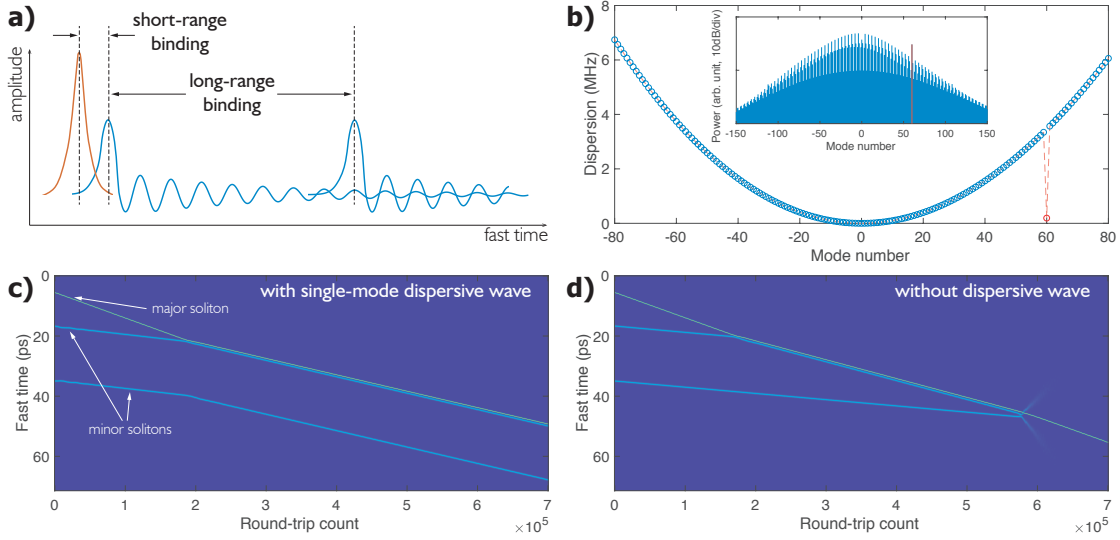 a)
short-range
binding
long-range
binding
amplitude
fast time
b)
Dispersion (MHz)
8
6
4
2
0
-80
-60
-40
-20
0
20
40
60
80
Mode number
Power (arb. unit, 10dB/div)
-150
-100
-50
0
50
100
150
Mode number
c)
with single-mode dispersive wave
major soliton
minor solitons
Fast time (ps)
0
20
40
60
0
1
2
3
4
5
6
7
×10⁵
Round-trip count
d)
without dispersive wave
Fast time (ps)
0
20
40
60
0
1
2
3
4
5
6
7
×10⁵
Round-trip count